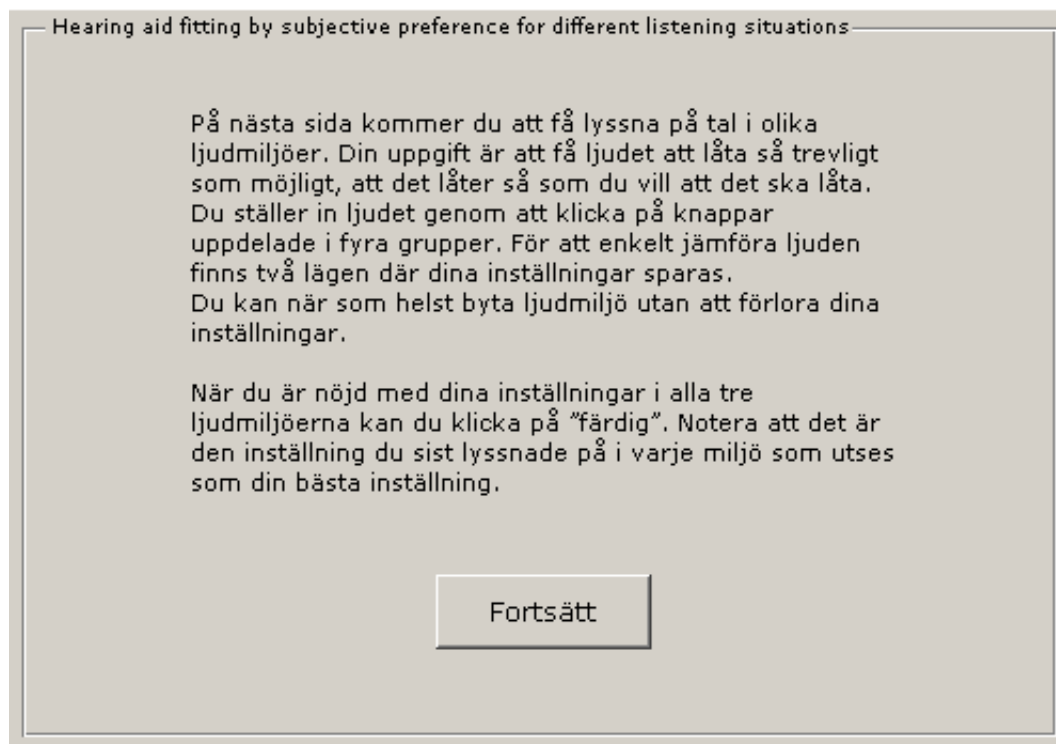 Hearing aid fitting by subjective preference for different listening situations
På nästa sida kommer du att få lyssna på tal i olika
ljudmiljöer. Din uppgift är att få ljudet att låta så trevligt
som möjligt, att det låter så som du vill att det ska låta.
Du ställer in ljudet genom att klicka på knappar
uppdelade i fyra grupper. För att enkelt jämföra ljuden
finns två lägen där dina inställningar sparas.
Du kan när som helst byta ljudmiljö utan att förlora dina
inställningar.
När du är nöjd med dina inställningar i alla tre
ljudmiljöerna kan du klicka på ”färdig”. Notera att det är
den inställning du sist lyssnade på i varje miljö som utses
som din bästa inställning.
Fortsätt